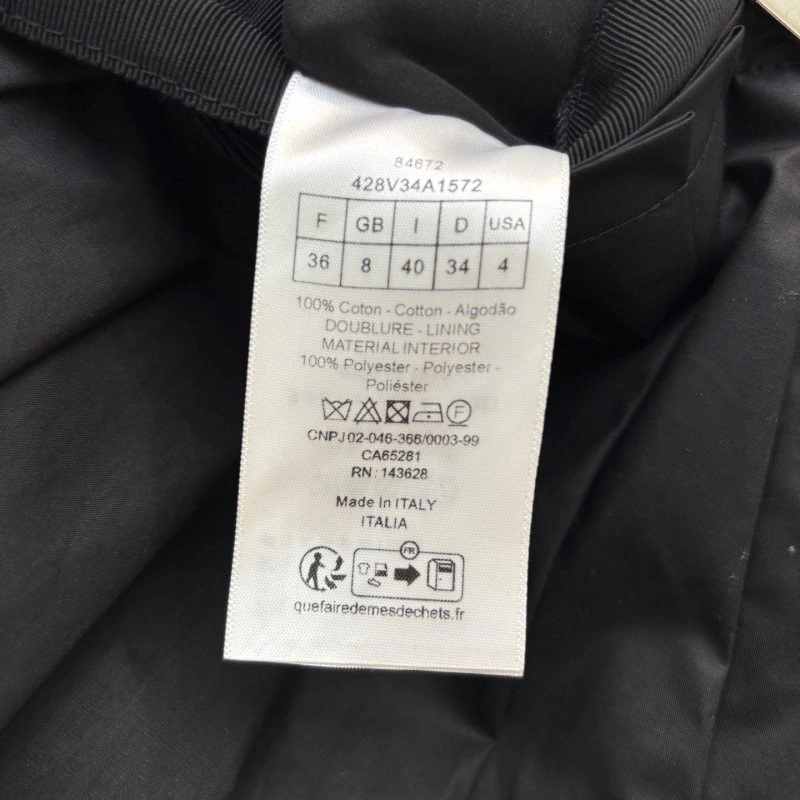 84672
428V34A1572
F GB I D USA
36 8 40 34 4
100% Coton - Cotton - Algodão
DOUBLURE - LINING
MATERIAL INTERIOR
100% Polyester - Polyester -
Poliéster
F
CNPJ 02-046-366/0003-99
CA65281
RN: 143628
Made In ITALY
ITALIA
FR
quefairedemesdechets.fr